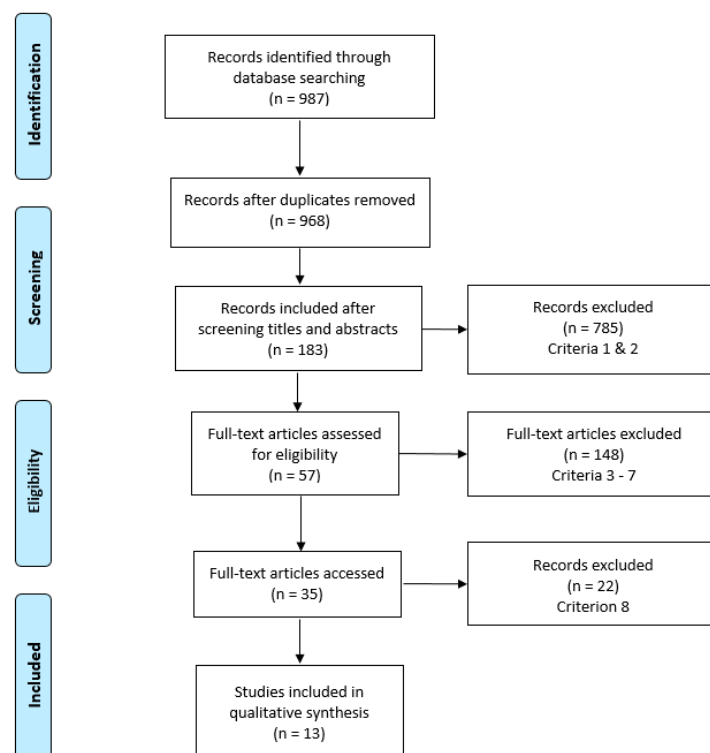 Identification
Records identified through
database searching
(n = 987)
Records after duplicates removed
(n = 968)
Screening
Records included after
screening titles and abstracts
(n = 183)
Records excluded
(n = 785)
Criteria 1 & 2
Eligibility
Full-text articles assessed
for eligibility
(n = 57)
Full-text articles excluded
(n = 148)
Criteria 3 - 7
Full-text articles accessed
(n = 35)
Records excluded
(n = 22)
Criterion 8
Included
Studies included in
qualitative synthesis
(n = 13)